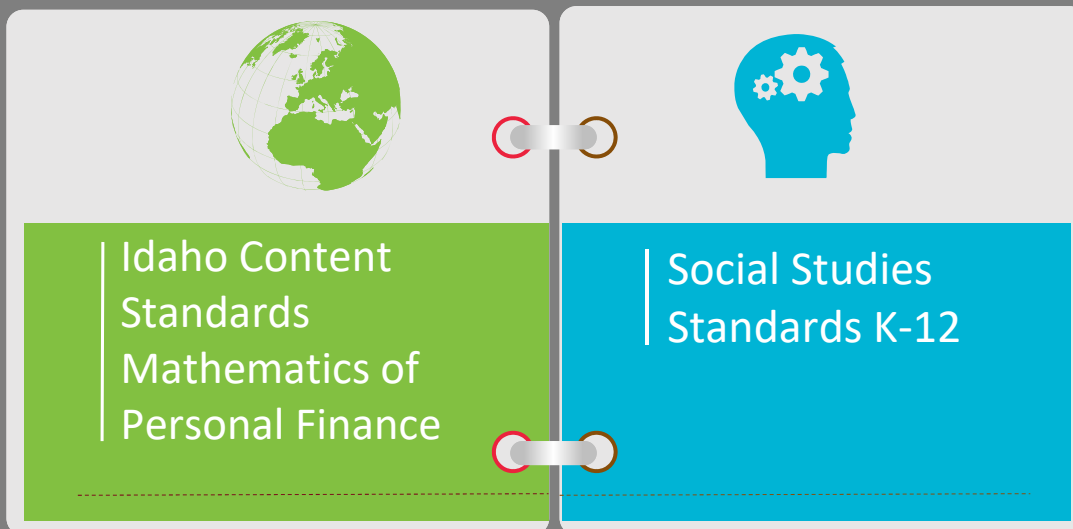 Idaho Content
Standards
Mathematics of
Personal Finance
Social Studies
Standards K-12